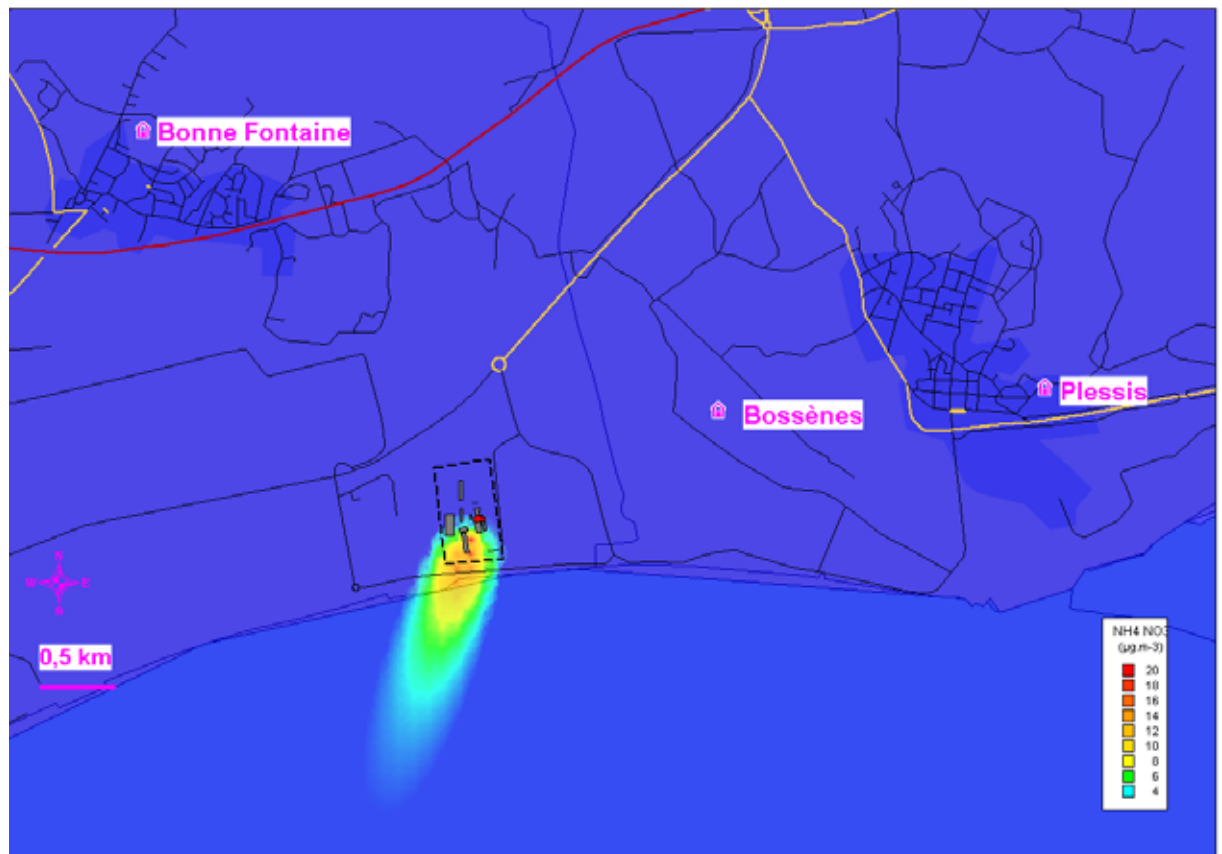 Bonne Fontaine
Plessis
Bossènes
N
W E
S
0,5 km
NH4 NO3
(µg.m-3)
20
18
16
14
12
10
8
6
4